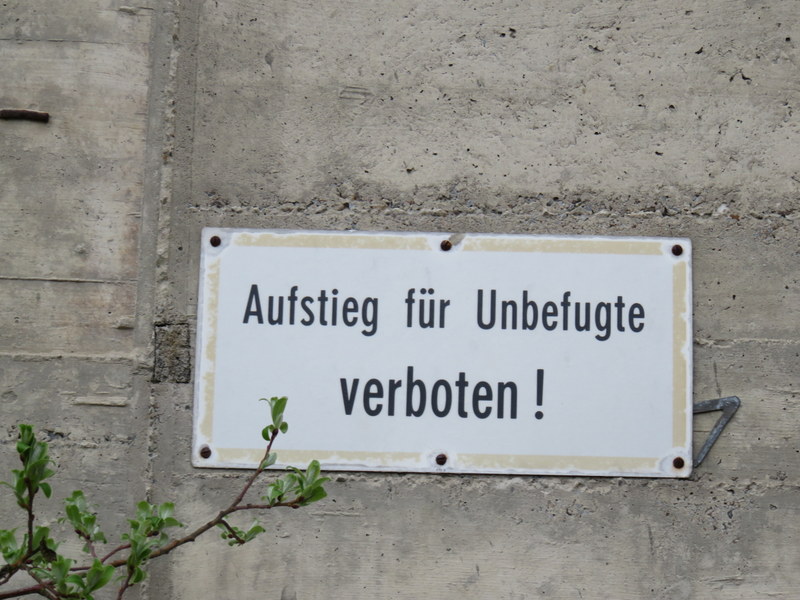 Aufstieg für Unbefugte
verboten !